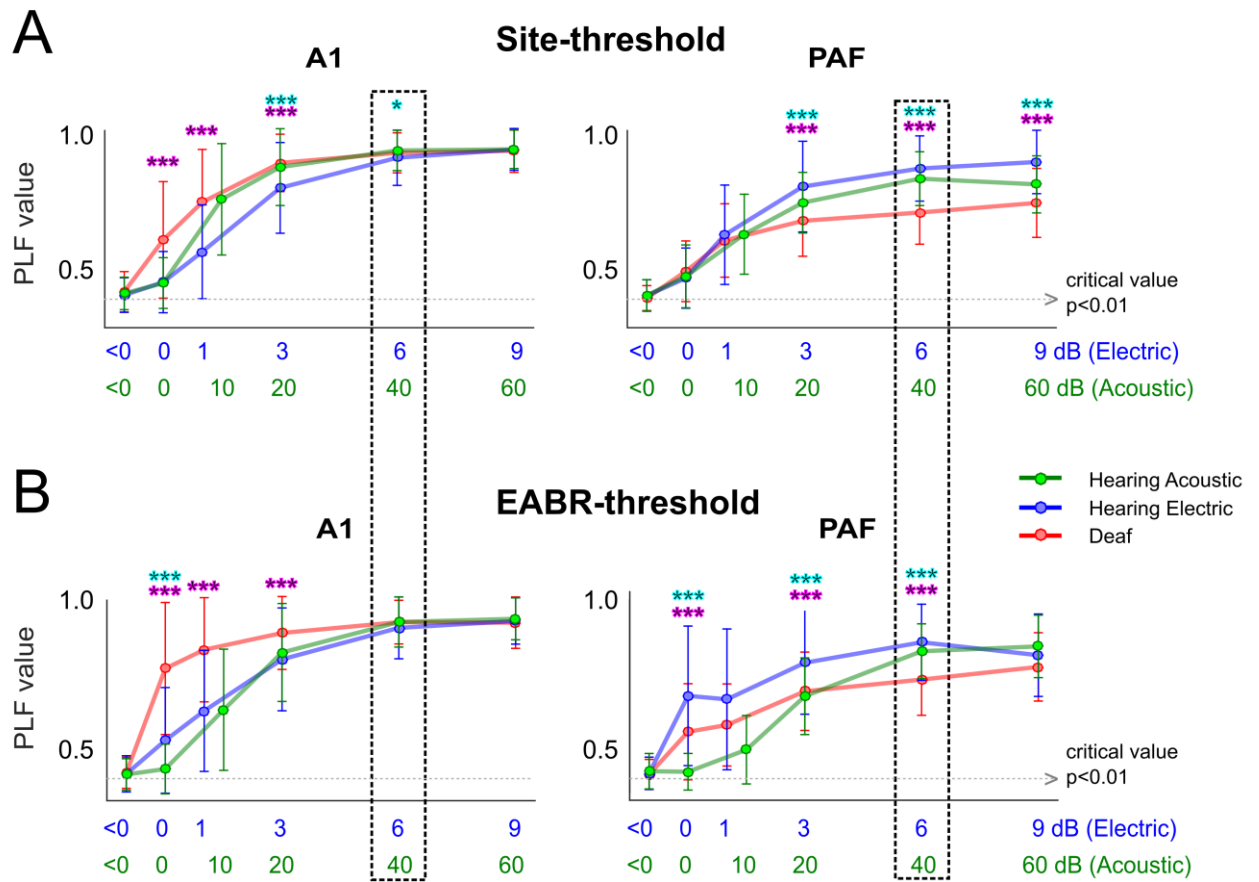 A
Site-threshold
A1
PAF
***
***
***
***
***
*
***
***
***
***
***
***
1.0
0.5
PLF value
1.0
0.5
critical value
p<0.01
<0 0 1 3 6 9
<0 0 10 20 40 60
<0 0 1 3 6 9 dB (Electric)
<0 0 10 20 40 60 dB (Acoustic)
B
EABR-threshold
A1
PAF
Hearing Acoustic
Hearing Electric
Deaf
***
***
***
***
***
***
***
***
***
***
1.0
0.5
PLF value
1.0
0.5
critical value
p<0.01
<0 0 1 3 6 9
<0 0 10 20 40 60
<0 0 1 3 6 9 dB (Electric)
<0 0 10 20 40 60 dB (Acoustic)